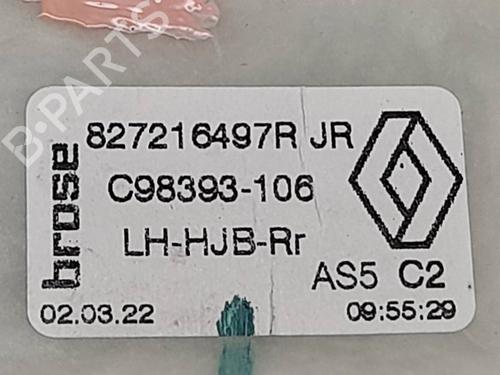 B-PARTS
brose
827216497R JR
C98393-106
LH-HJB-Rr
AS5 C2
02.03.22
09:55:29